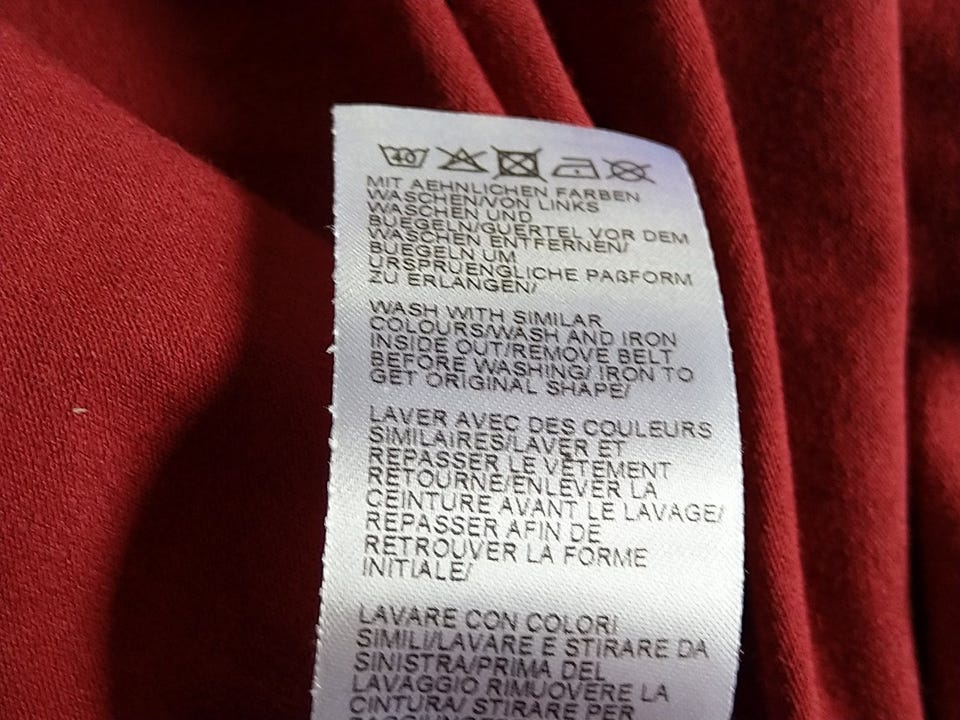 40
MIT AEHNLICHEN FARBEN
WASCHEN/VON LINKS
WASCHEN UND
BUEGELN/GUERTEL VOR DEM
WASCHEN ENTFERNEN/
BUEGELN UM
URSPRUENGLICHE PAßFORM
ZU ERLANGEN/
WASH WITH SIMILAR
COLOURS/WASH AND IRON
INSIDE OUT/REMOVE BELT
BEFORE WASHING/ IRON TO
GET ORIGINAL SHAPE/
LAVER AVEC DES COULEURS
SIMILAIRES/LAVER ET
REPASSER LE VÊTEMENT
RETOURNE/ENLEVER LA
CEINTURE AVANT LE LAVAGE/
REPASSER AFIN DE
RETROUVER LA FORME
INITIALE/
LAVARE CON COLORI
SIMILI/LAVARE E STIRARE DA
SINISTRA/PRIMA DEL
LAVAGGIO RIMUOVERE LA
CINTURA/ STIRARE PER